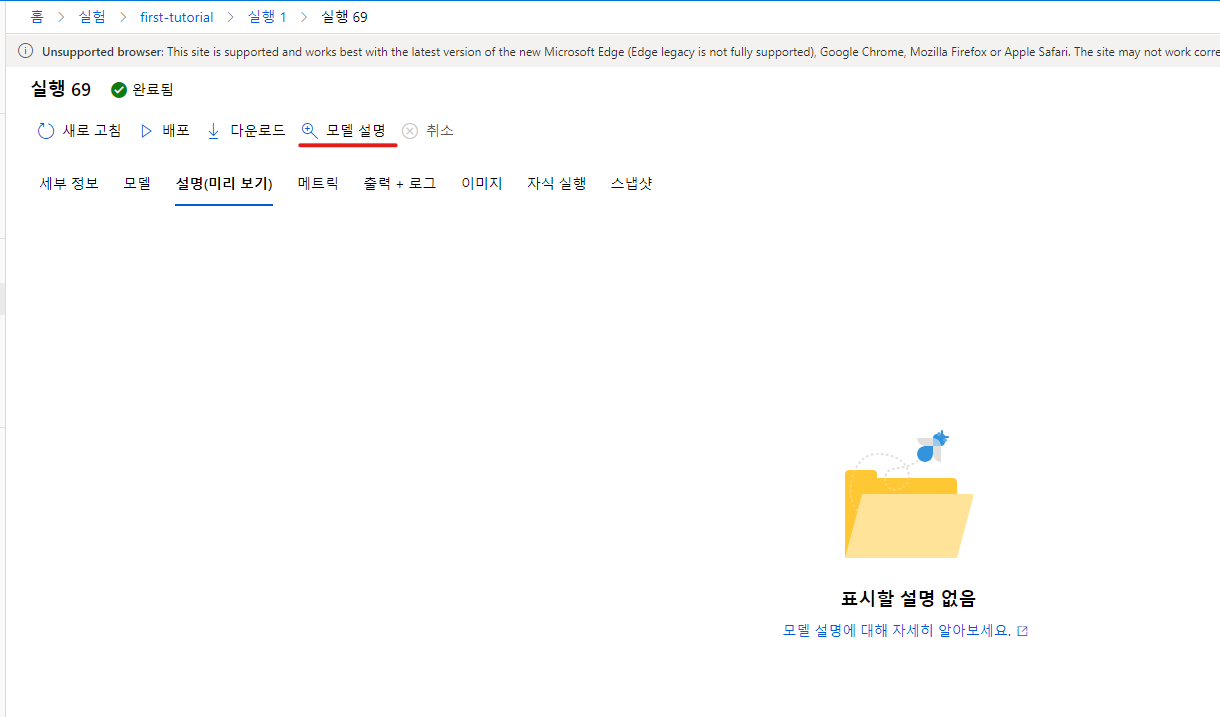 홈 > 실험 > first-tutorial > 실행 1 > 실행 69
Unsupported browser: This site is supported and works best with the latest version of the new Microsoft Edge (Edge legacy is not fully supported), Google Chrome, Mozilla Firefox or Apple Safari. The site may not work corre
실행 69 완료됨
새로 고침 배포 다운로드 모델 설명 취소
세부 정보 모델 설명(미리 보기) 메트릭 출력 + 로그 이미지 자식 실행 스냅샷
표시할 설명 없음
모델 설명에 대해 자세히 알아보세요.